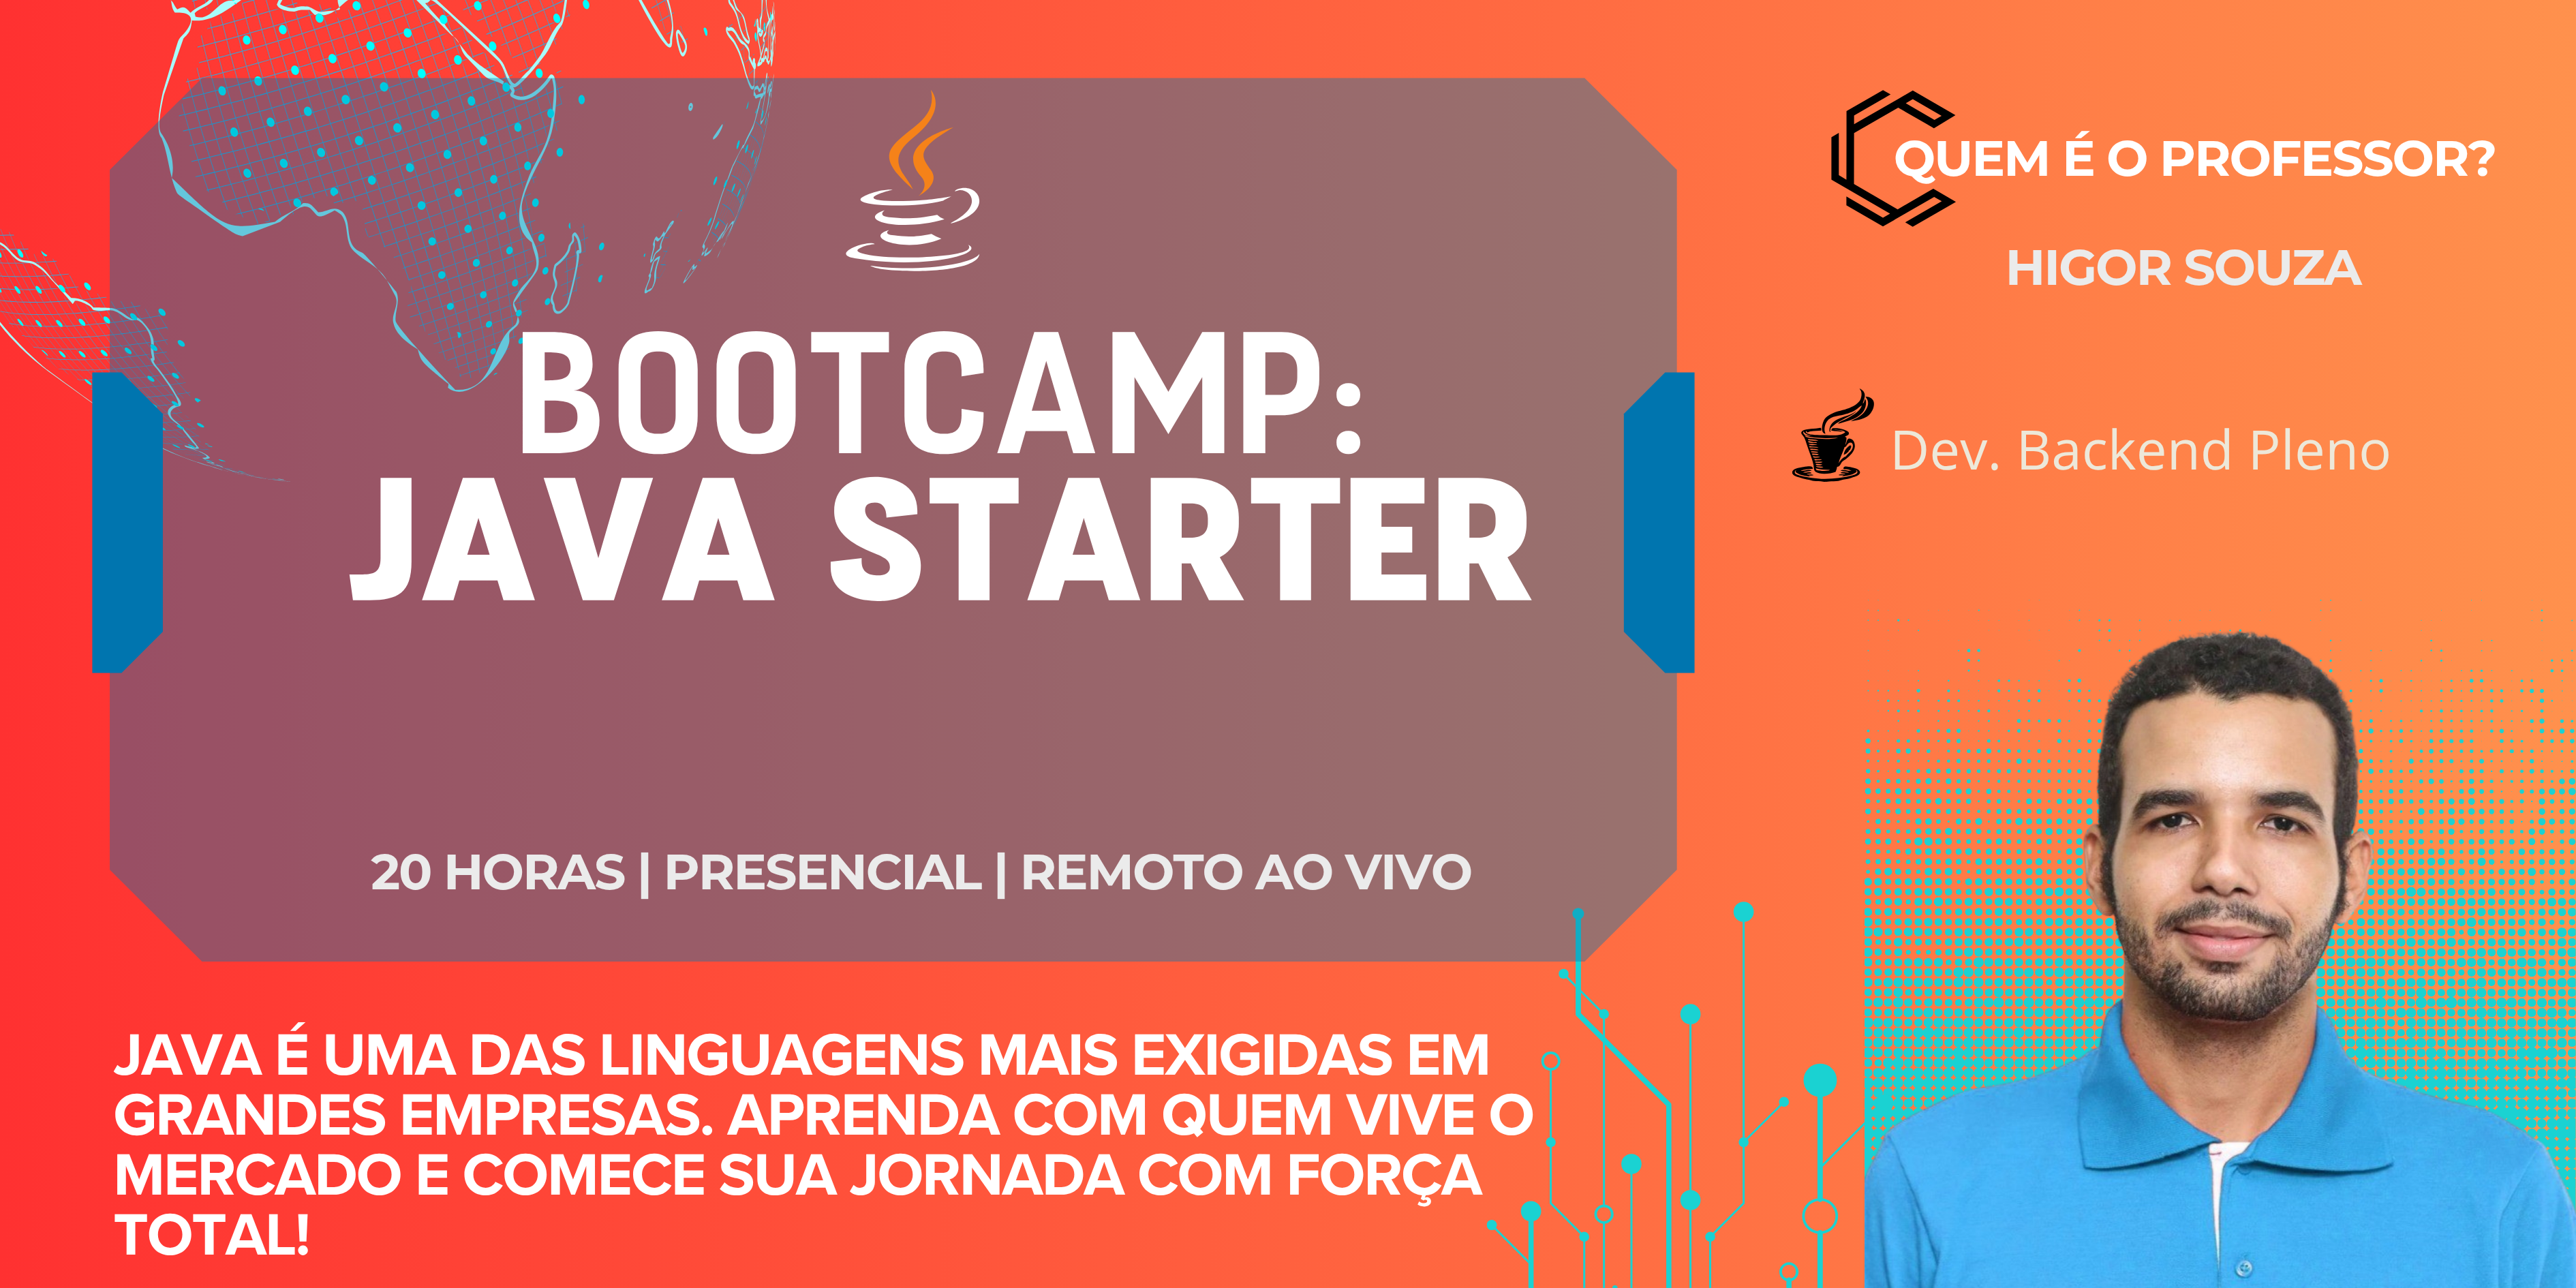 BOOTCAMP:
JAVA STARTER
20 HORAS | PRESENCIAL | REMOTO AO VIVO
JAVA É UMA DAS LINGUAGENS MAIS EXIGIDAS EM
GRANDES EMPRESAS. APRENDA COM QUEM VIVE O
MERCADO E COMECE SUA JORNADA COM FORÇA
TOTAL!
QUEM É O PROFESSOR?
HIGOR SOUZA
Dev. Backend Pleno